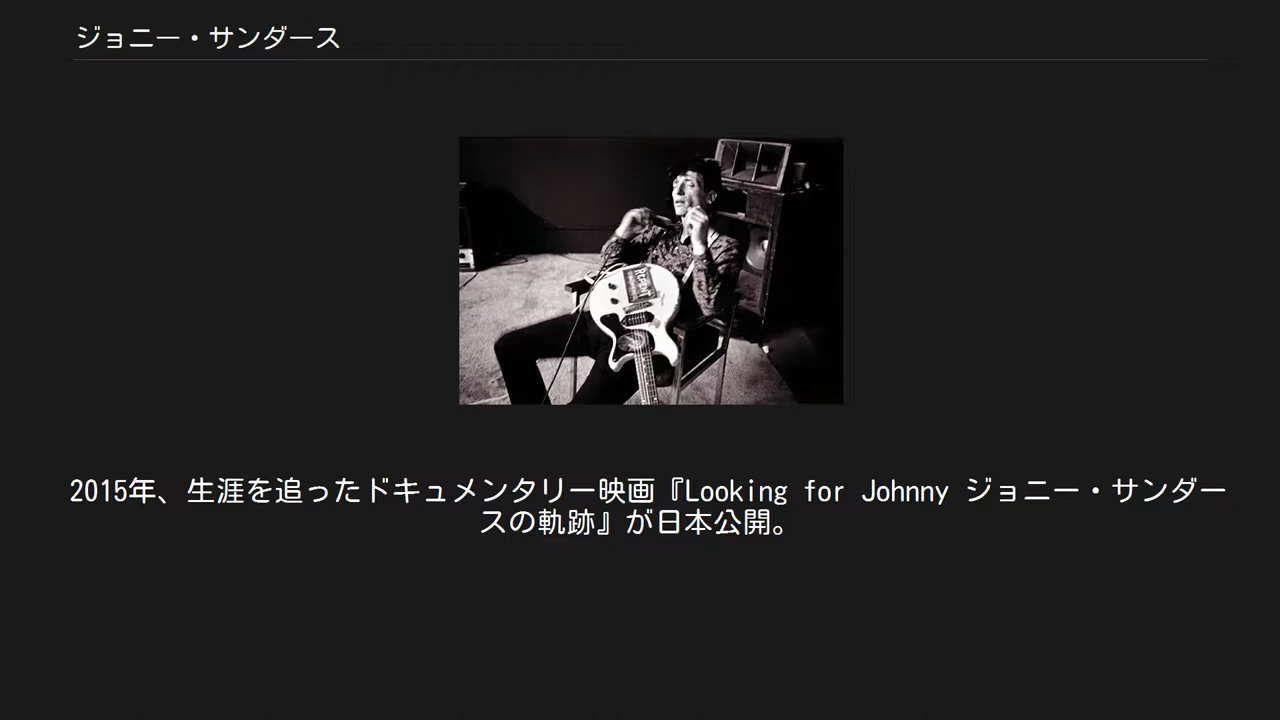 ジョニー・サンダース
2015年、生涯を追ったドキュメンタリー映画『Looking for Johnny ジョニー・サンダー
スの軌跡』が日本公開。